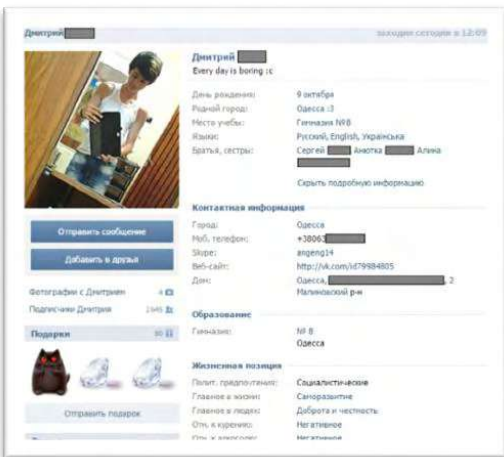 Дмитрий
заходил сегодня в 12:09
Дмитрий
Every day is boring :c
День рождения: 9 октября
Родной город: Одесса :3
Место учебы: Гимназия №8
Языки: Русский, English, Українська
Братья, сестры: Сергей Анютка Алина
Скрыть подробную информацию
Контактная информация
Город: Одесса
Моб. телефон: +38063
Skype: angeng14
Веб-сайт: http://vk.com/id79984805
Дом: Одесса, , 2
Малиновский р-н
Образование
Гимназия: № 8
Одесса
Жизненная позиция
Полит. предпочтения: Социалистические
Главное в жизни: Саморазвитие
Главное в людях: Доброта и честность
Отн. к курению: Негативное
Отн. к алкоголю: Негативное
Отправить сообщение
Добавить в друзья
Фотографии с Дмитрием 4
Подписчики Дмитрия
Подарки
Отправить подарок